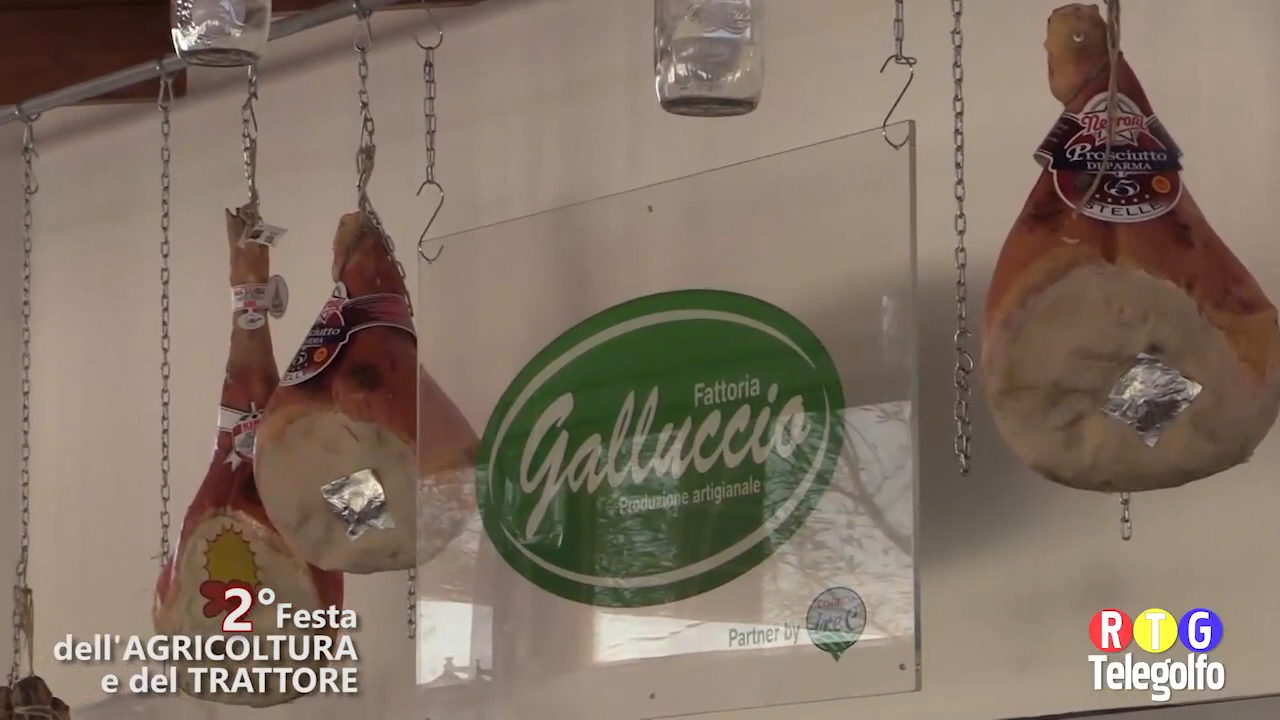 Negroni
Prosciutto
DI PARMA
5
STELLE
Fattoria
Galluccio
Produzione artigianale
Partner by
2° Festa
dell'AGRICOLTURA
e del TRATTORE
RTG
Telegolfo